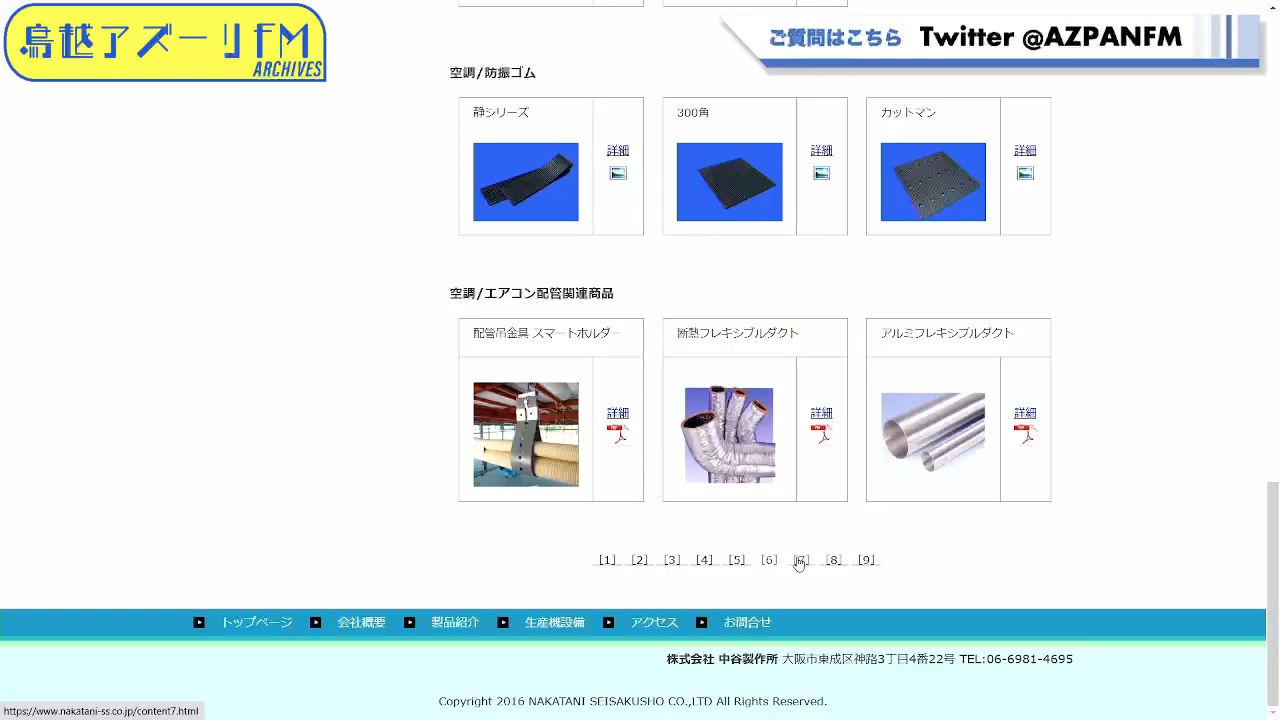 鳥越アズーリFM
ARCHIVES
ご質問はこちら Twitter @AZPANFM
空調/防振ゴム
静シリーズ
詳細
300角
詳細
カットマン
詳細
空調/エアコン配管関連商品
配管吊金具 スマートホルダー
詳細
断熱フレキシブルダクト
詳細
アルミフレキシブルダクト
詳細
[1] [2] [3] [4] [5] [6] [7] [8] [9]
トップページ 会社概要 製品紹介 生産機設備 アクセス お問合せ
株式会社 中谷製作所 大阪市東成区神路3丁目4番22号 TEL:06-6981-4695
Copyright 2016 NAKATANI SEISAKUSHO CO.,LTD All Rights Reserved.
https://www.nakatani-ss.co.jp/content7.html